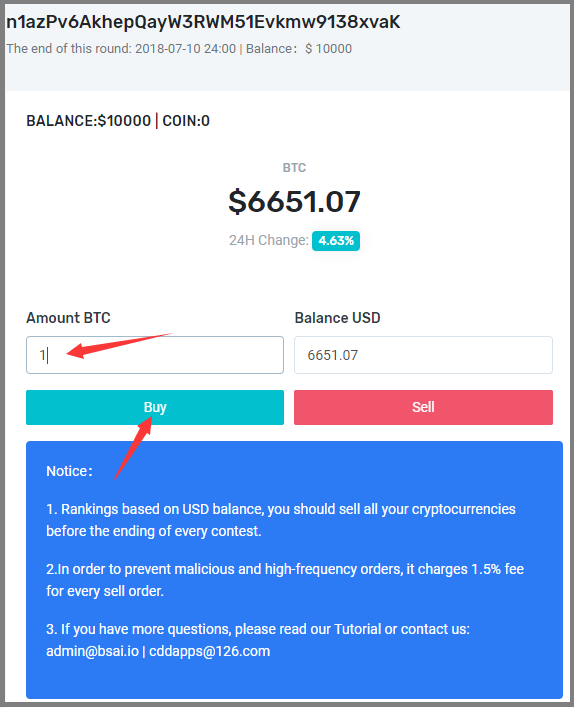 n1azPv6AkhepQayW3RWM51Evkmw9138xvaK
The end of this round: 2018-07-10 24:00 | Balance：$ 10000
BALANCE:$10000 | COIN:0
BTC
$6651.07
24H Change: 4.63%
Amount BTC
Balance USD
1
6651.07
Buy
Sell
Notice：
1. Rankings based on USD balance, you should sell all your cryptocurrencies
before the ending of every contest.
2.In order to prevent malicious and high-frequency orders, it charges 1.5% fee
for every sell order.
3. If you have more questions, please read our Tutorial or contact us:
admin@bsai.io | cddapps@126.com